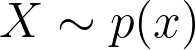 X ∼ p(x)